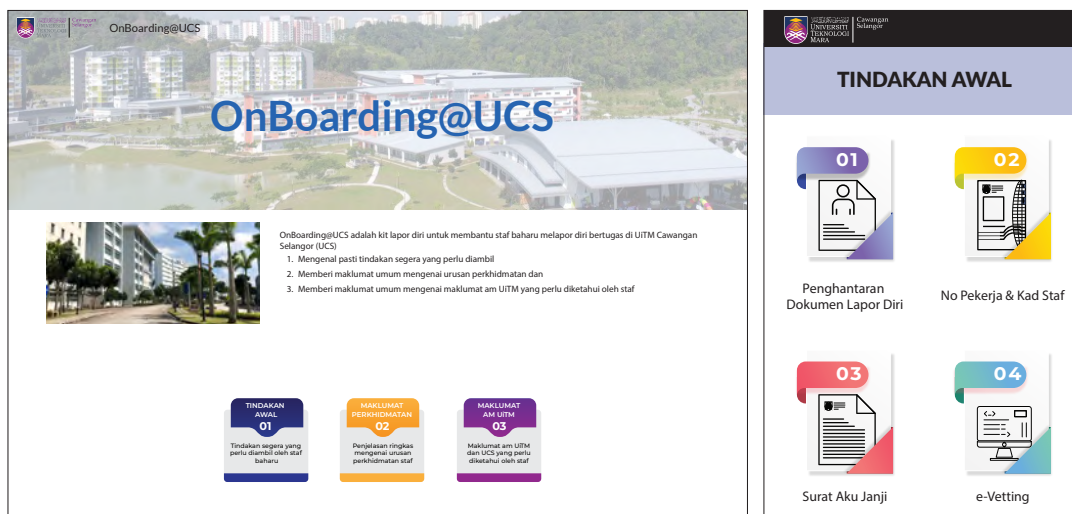 Cawangan
Selangor
OnBoarding@UCS
OnBoarding@UCS
OnBoarding@UCS adalah kit lapor diri untuk membantu staf baharu melapor diri bertugas di UiTM Cawangan
Selangor (UCS)
1. Mengenal pasti tindakan segera yang perlu diambil
2. Memberi maklumat umum mengenai urusan perkhidmatan dan
3. Memberi maklumat umum mengenai maklumat am UiTM yang perlu diketahui oleh staf
TINDAKAN
AWAL
01
Tindakan segera yang
perlu diambil oleh staf
baharu
MAKLUMAT
PERKHIDMATAN
02
Penjelasan ringkas
mengenai urusan
perkhidmatan staf
MAKLUMAT
AM UiTM
03
Maklumat am UiTM
dan UCS yang perlu
diketahui oleh staf
UNIVERSITI
TEKNOLOGI
MARA
Cawangan
Selangor
TINDAKAN AWAL
01
Penghantaran
Dokumen Lapor Diri
02
No Pekerja & Kad Staf
03
Surat Aku Janji
04
e-Vetting